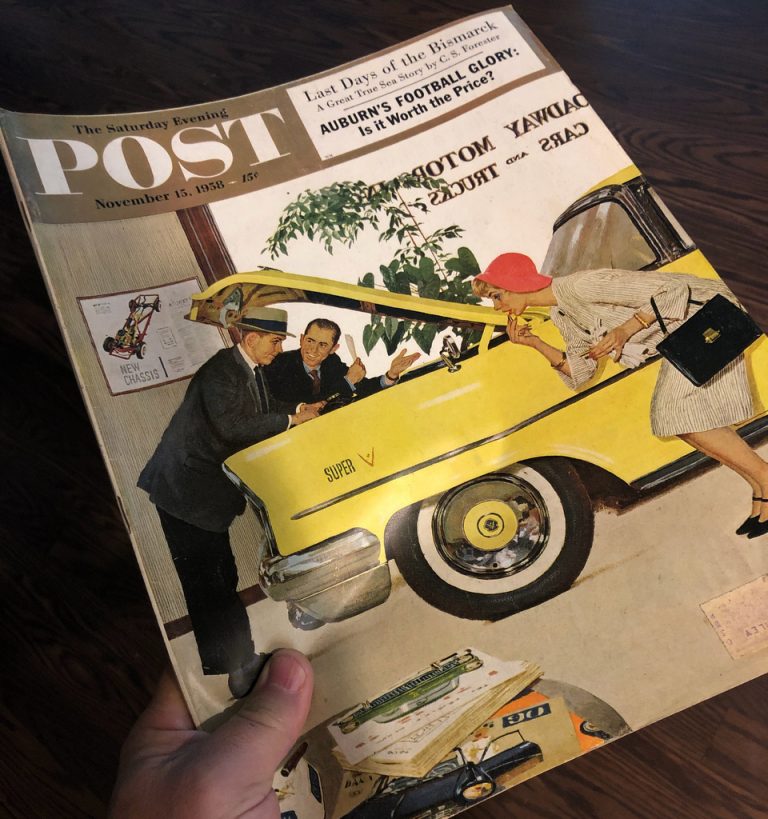 Last Days of the Bismarck
A Great True Sea Story by C. S. Forester
AUBURN'S FOOTBALL GLORY:
Is it Worth the Price?
The Saturday Evening
POST
November 15, 1958 – 15¢
OADWAY
MOTOR
CARS AND TRUCKS
NEW
CHASSIS
SUPER V